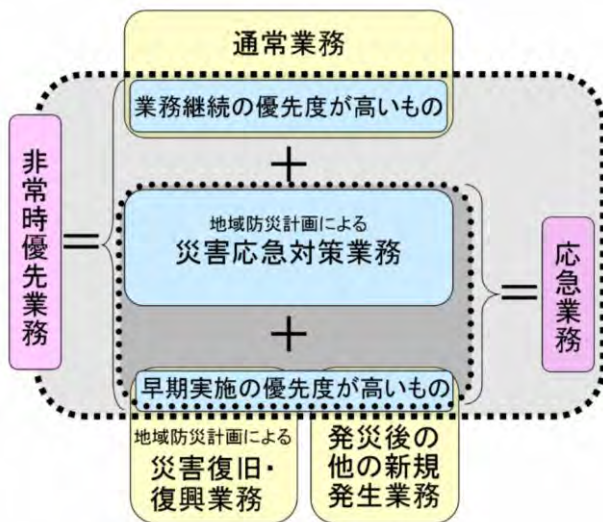 通常業務
業務継続の優先度が高いもの
＋
非常時優先業務
＝
地域防災計画による
災害応急対策業務
＝
応急業務
＋
早期実施の優先度が高いもの
地域防災計画による
災害復旧・
復興業務
発災後の
他の新規
発生業務